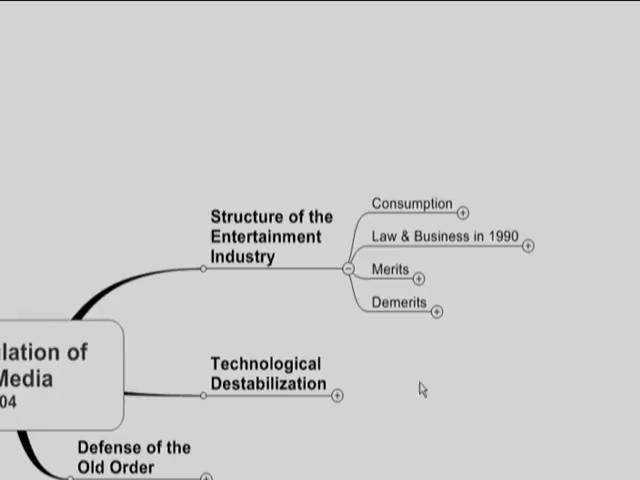 Structure of the
Entertainment
Industry
Consumption
Law & Business in 1990
Merits
Demerits
lation of
Media
04
Technological
Destabilization
Defense of the
Old Order